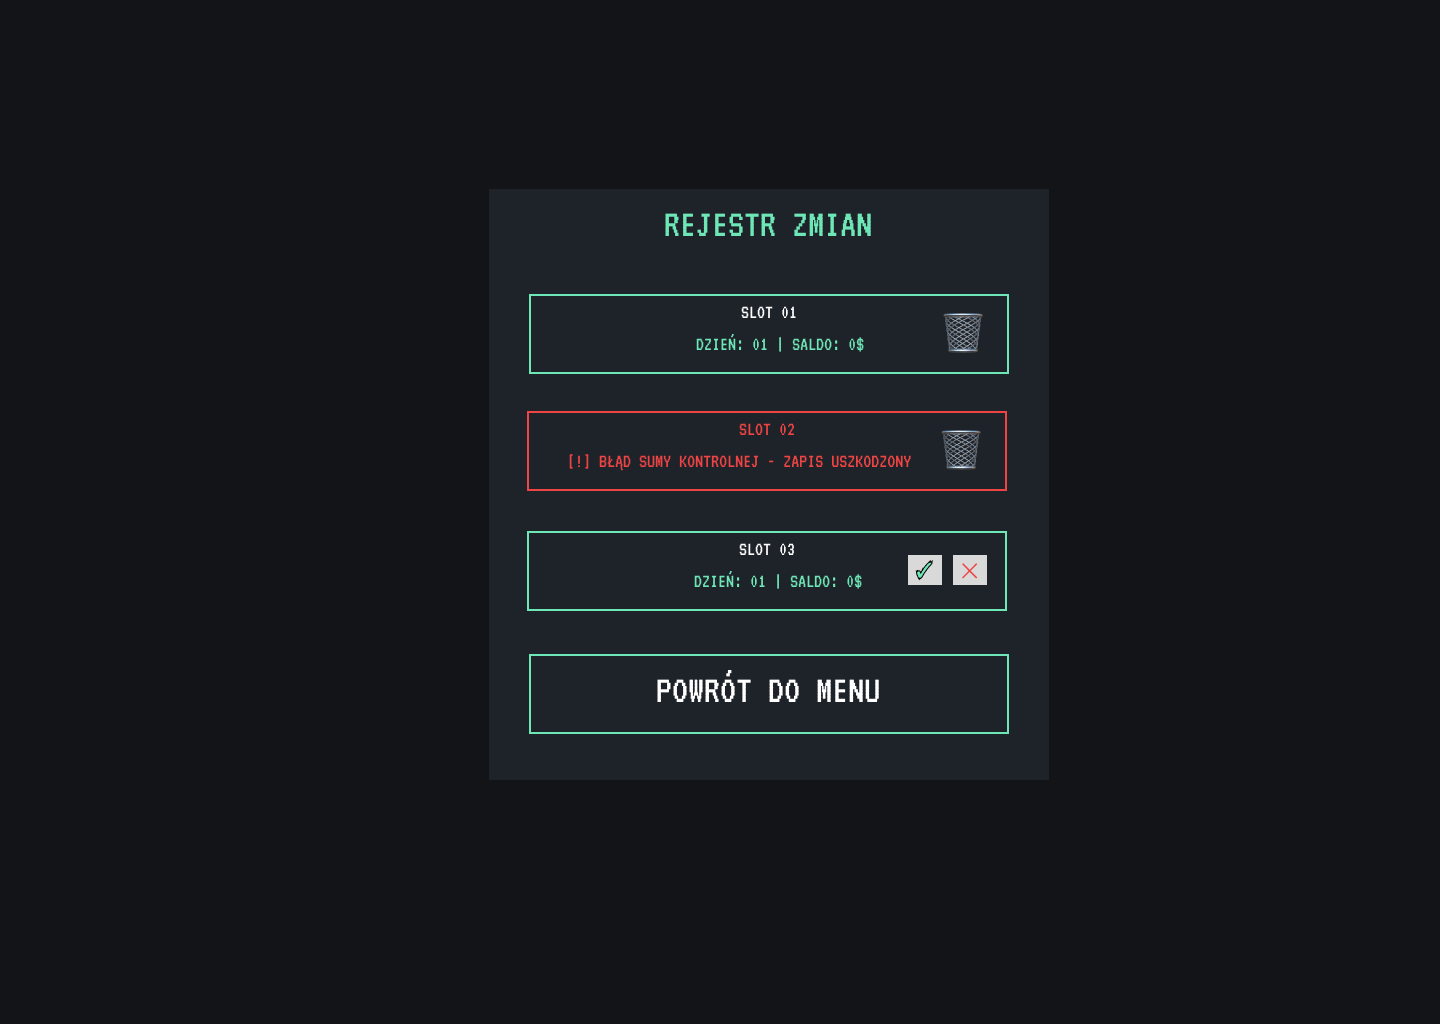 REJESTR ZMIAN
SLOT 01
DZIEŃ: 01 | SALDO: 0$
SLOT 02
[!] BŁĄD SUMY KONTROLNEJ - ZAPIS USZKODZONY
SLOT 03
DZIEŃ: 01 | SALDO: 0$
POWRÓT DO MENU